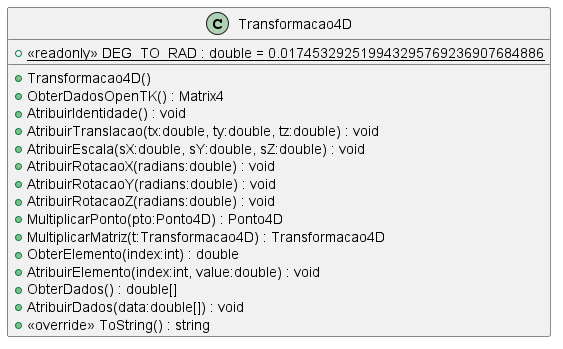 C Transformacao4D
«readonly» DEG_TO_RAD : double = 0.017453292519943295769236907684886
Transformacao4D()
ObterDadosOpenTK() : Matrix4
AtribuirIdentidade() : void
AtribuirTranslacao(tx:double, ty:double, tz:double) : void
AtribuirEscala(sX:double, sY:double, sZ:double) : void
AtribuirRotacaoX(radians:double) : void
AtribuirRotacaoY(radians:double) : void
AtribuirRotacaoZ(radians:double) : void
MultiplicarPonto(pto:Ponto4D) : Ponto4D
MultiplicarMatriz(t:Transformacao4D) : Transformacao4D
ObterElemento(index:int) : double
AtribuirElemento(index:int, value:double) : void
ObterDados() : double[]
AtribuirDados(data:double[]) : void
«override» ToString() : string